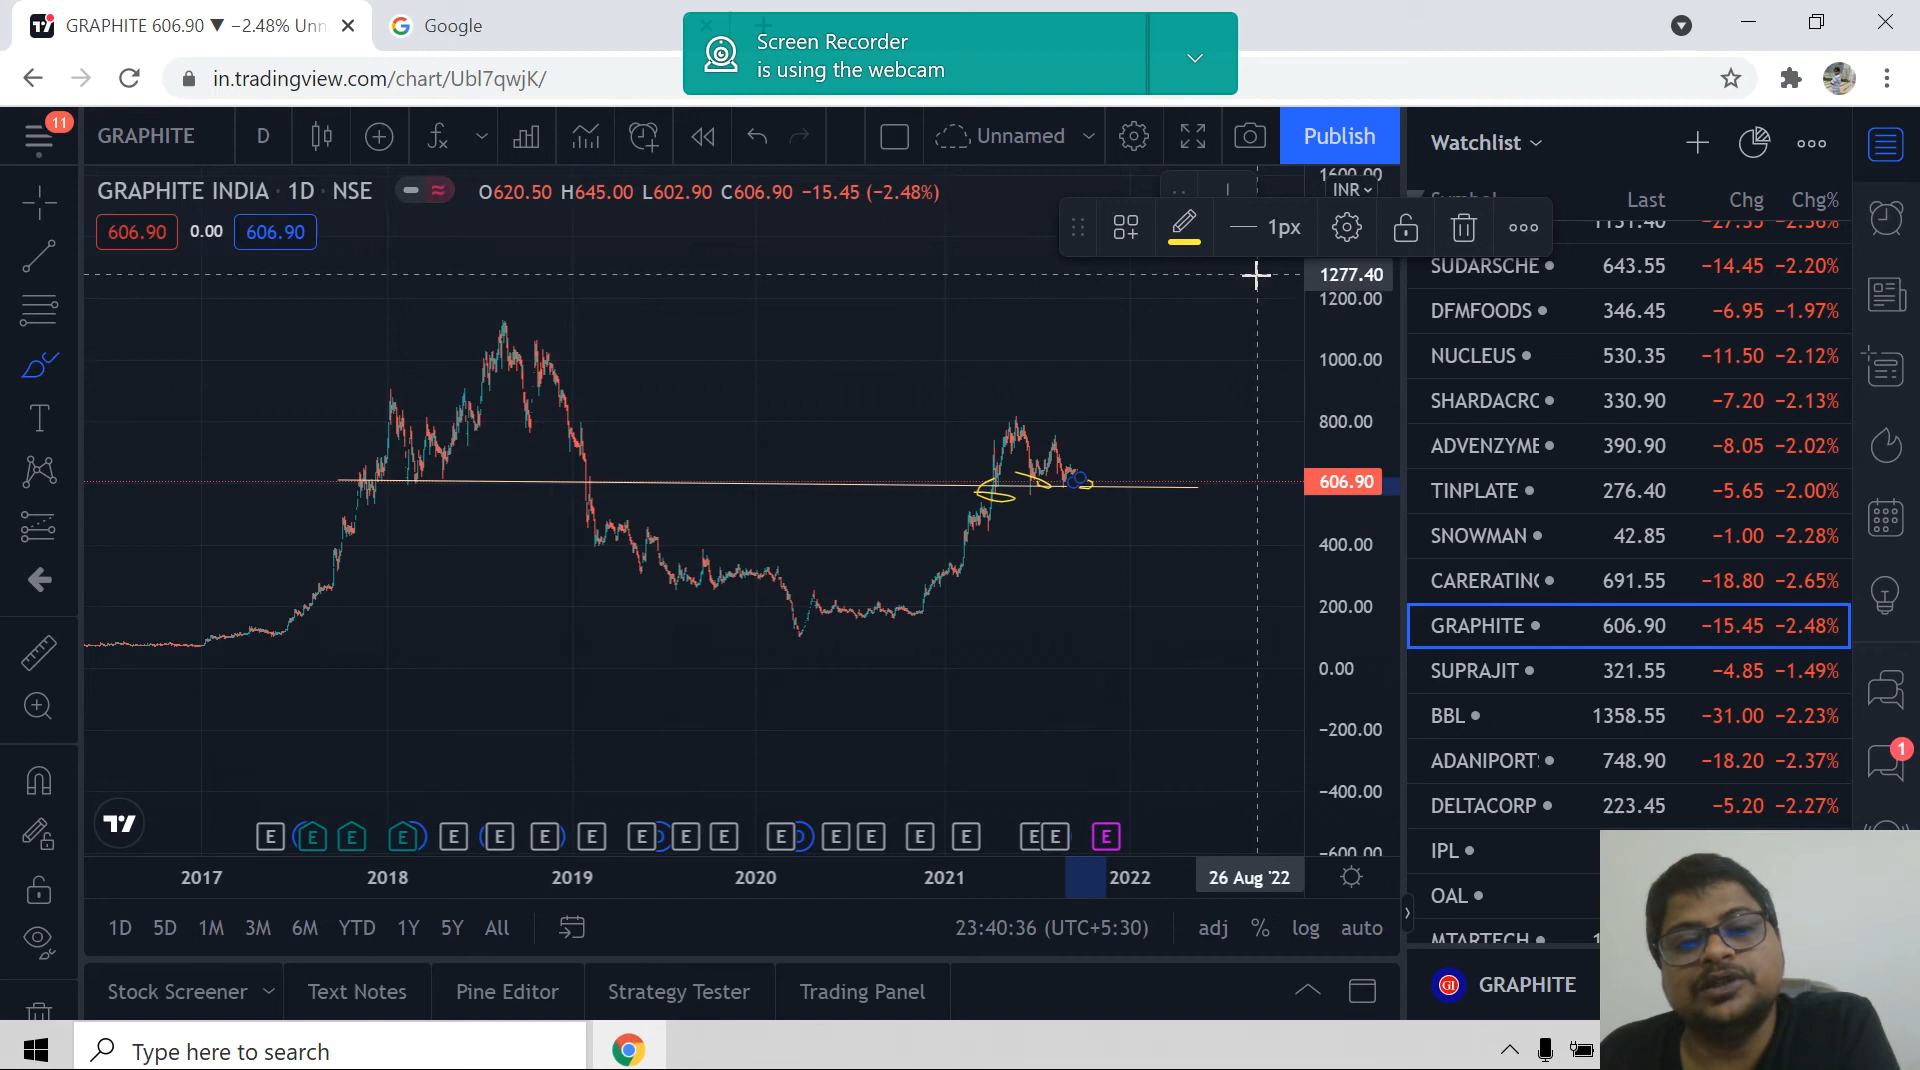 GRAPHITE 606.90 ▼ −2.48% Unn
Google
Screen Recorder
is using the webcam
in.tradingview.com/chart/Ubl7qwjK/
11
GRAPHITE
D
Unnamed
Publish
Watchlist
GRAPHITE INDIA · 1D · NSE
O620.50 H645.00 L602.90 C606.90 −15.45 (−2.48%)
606.90 0.00 606.90
1px
1600.00
INR
1277.40
1200.00
1000.00
800.00
606.90
400.00
200.00
0.00
−200.00
−400.00
−600.00
Symbol Last Chg Chg%
1131.40 −27.35 −2.36%
SUDARSCHE 643.55 −14.45 −2.20%
DFMFOODS 346.45 −6.95 −1.97%
NUCLEUS 530.35 −11.50 −2.12%
SHARDACRC 330.90 −7.20 −2.13%
ADVENZYME 390.90 −8.05 −2.02%
TINPLATE 276.40 −5.65 −2.00%
SNOWMAN 42.85 −1.00 −2.28%
CARERATING 691.55 −18.80 −2.65%
GRAPHITE 606.90 −15.45 −2.48%
SUPRAJIT 321.55 −4.85 −1.49%
BBL 1358.55 −31.00 −2.23%
ADANIPORT 748.90 −18.20 −2.37%
DELTACORP 223.45 −5.20 −2.27%
IPL
OAL
MTARTECH
1
GI GRAPHITE
E E E E E E E E E E E E E E E E E E E
2017 2018 2019 2020 2021 2022 26 Aug '22
1D 5D 1M 3M 6M YTD 1Y 5Y All
23:40:36 (UTC+5:30) adj % log auto
Stock Screener Text Notes Pine Editor Strategy Tester Trading Panel
Type here to search